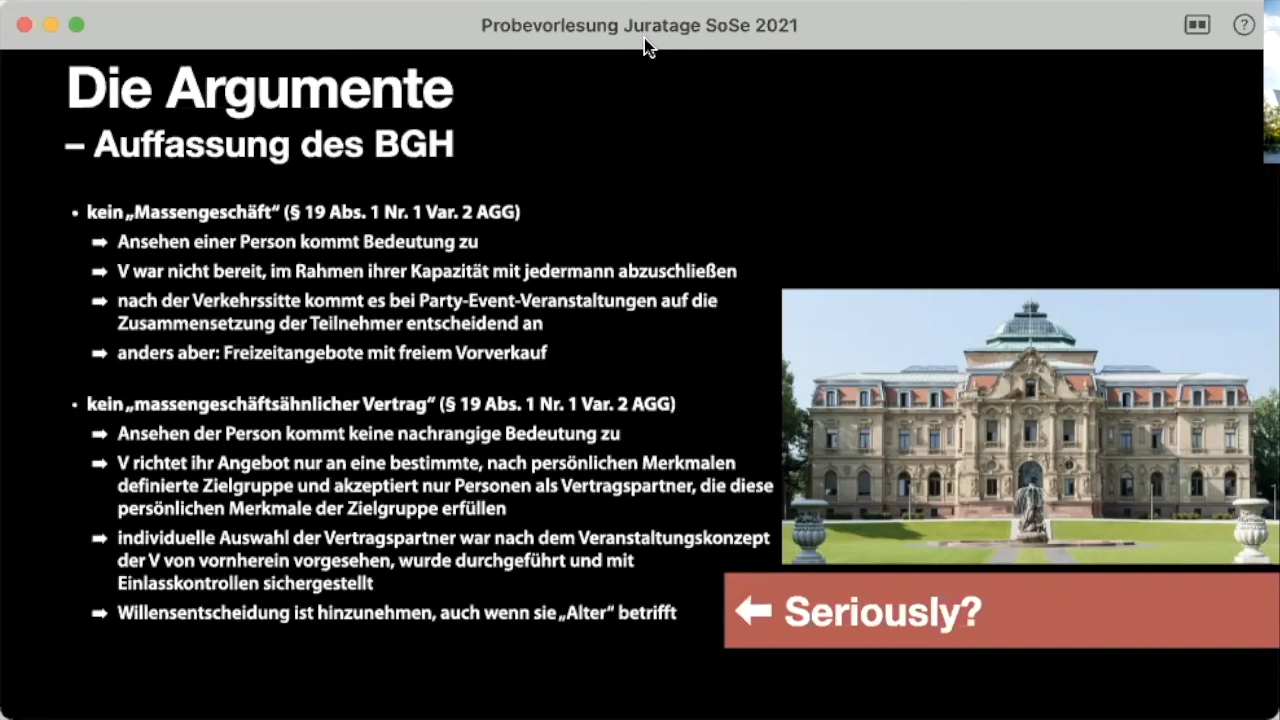 Probevorlesung Juratage SoSe 2021
Die Argumente
– Auffassung des BGH
• kein „Massengeschäft“ (§ 19 Abs. 1 Nr. 1 Var. 2 AGG)
➡ Ansehen einer Person kommt Bedeutung zu
➡ V war nicht bereit, im Rahmen ihrer Kapazität mit jedermann abzuschließen
➡ nach der Verkehrssitte kommt es bei Party-Event-Veranstaltungen auf die
Zusammensetzung der Teilnehmer entscheidend an
➡ anders aber: Freizeitangebote mit freiem Vorverkauf
• kein „massengeschäftsähnlicher Vertrag“ (§ 19 Abs. 1 Nr. 1 Var. 2 AGG)
➡ Ansehen der Person kommt keine nachrangige Bedeutung zu
➡ V richtet ihr Angebot nur an eine bestimmte, nach persönlichen Merkmalen
definierte Zielgruppe und akzeptiert nur Personen als Vertragspartner, die diese
persönlichen Merkmale der Zielgruppe erfüllen
➡ individuelle Auswahl der Vertragspartner war nach dem Veranstaltungskonzept
der V von vornherein vorgesehen, wurde durchgeführt und mit
Einlasskontrollen sichergestellt
➡ Willensentscheidung ist hinzunehmen, auch wenn sie „Alter“ betrifft
⬅ Seriously?